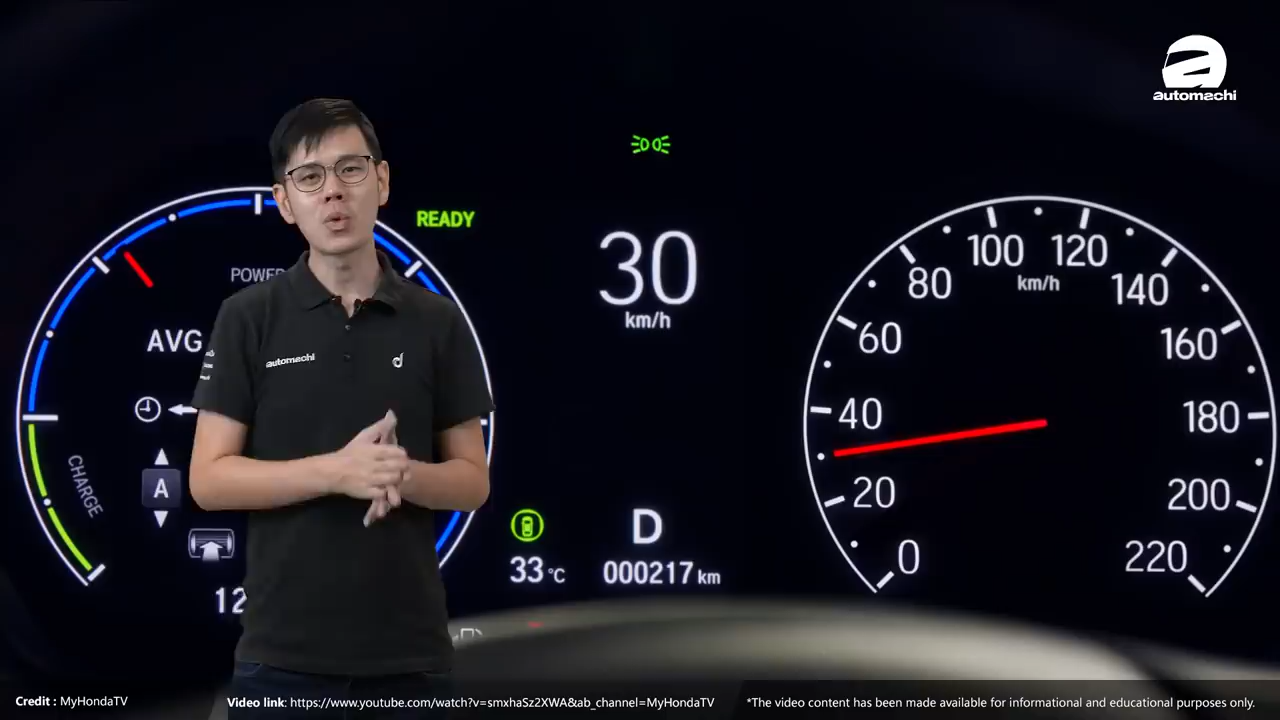 automachi
READY
30
km/h
POWER
AVG
CHARGE
A
12
33 °C
D
000217 km
0
20
40
60
80
100
120
140
160
180
200
220
km/h
automachi
Credit : MyHondaTV
Video link: https://www.youtube.com/watch?v=smxhaSz2XWA&ab_channel=MyHondaTV
*The video content has been made available for informational and educational purposes only.